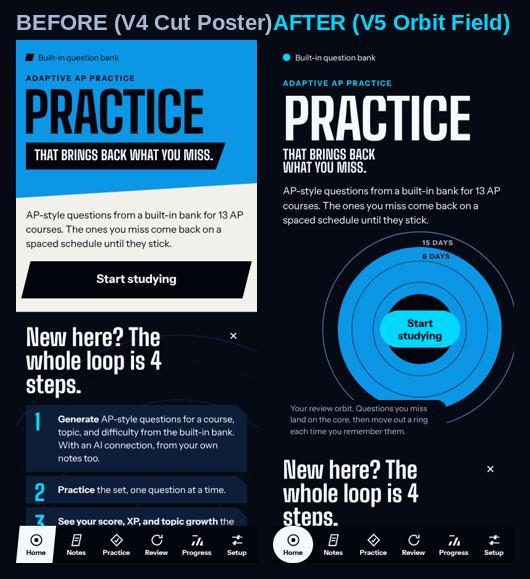 BEFORE (V4 Cut Poster)
Built-in question bank
ADAPTIVE AP PRACTICE
PRACTICE
THAT BRINGS BACK WHAT YOU MISS.
AP-style questions from a built-in bank for 13 AP
courses. The ones you miss come back on a
spaced schedule until they stick.
Start studying
New here? The
whole loop is 4
steps.
×
1 Generate AP-style questions for a course,
topic, and difficulty from the built-in bank.
With an AI connection, from your own
notes too.
2 Practice the set, one question at a time.
3 See your score, XP, and topic growth the
Home Notes Practice Review Progress Setup
AFTER (V5 Orbit Field)
Built-in question bank
ADAPTIVE AP PRACTICE
PRACTICE
THAT BRINGS BACK
WHAT YOU MISS.
AP-style questions from a built-in bank for 13 AP
courses. The ones you miss come back on a
spaced schedule until they stick.
15 DAYS
6 DAYS
Start
studying
Your review orbit. Questions you miss
land on the core, then move out a ring
each time you remember them.
New here? The
whole loop is 4
steps.
×
Home Notes Practice Review Progress Setup